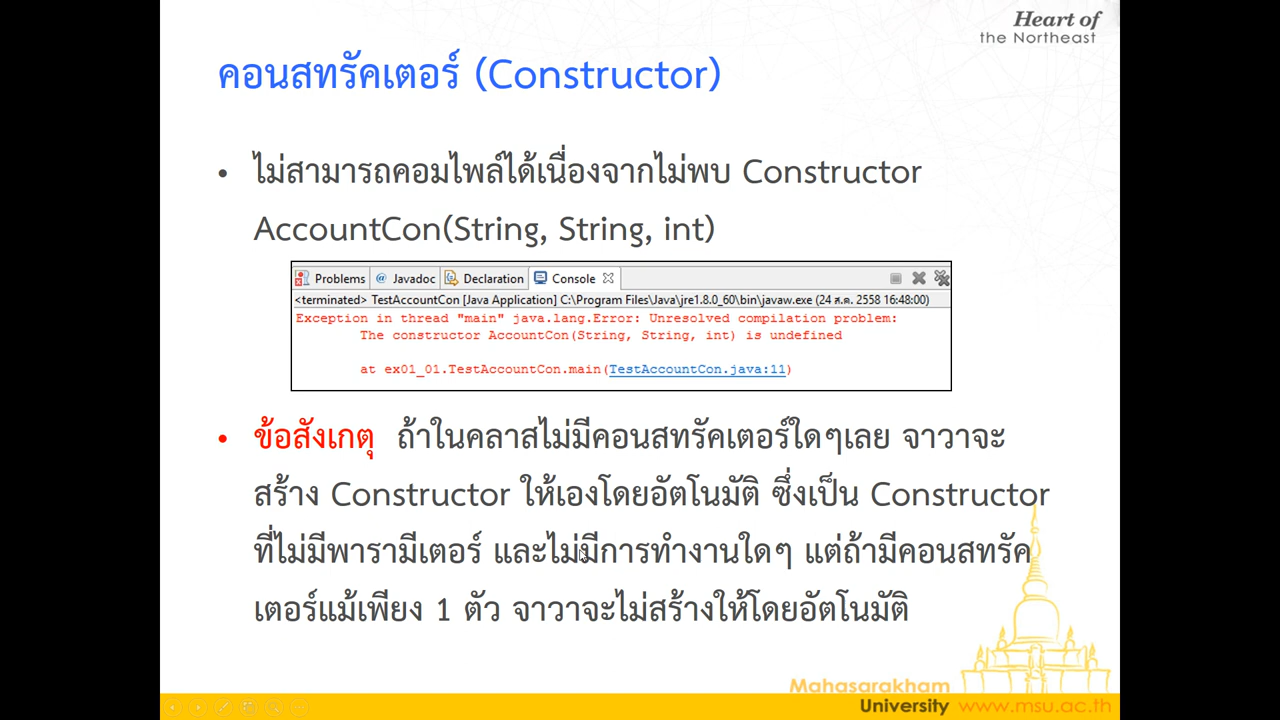 Heart of
the Northeast
คอนสทรัคเตอร์ (Constructor)
• ไม่สามารถคอมไพล์ได้เนื่องจากไม่พบ Constructor
AccountCon(String, String, int)
Problems @ Javadoc Declaration Console
<terminated> TestAccountCon [Java Application] C:\Program Files\Java\jre1.8.0_60\bin\javaw.exe (24 ส.ค. 2558 16:48:00)
Exception in thread "main" java.lang.Error: Unresolved compilation problem:
The constructor AccountCon(String, String, int) is undefined
at ex01_01.TestAccountCon.main(TestAccountCon.java:11)
• ข้อสังเกตุ ถ้าในคลาสไม่มีคอนสทรัคเตอร์ใดๆเลย จาวาจะ
สร้าง Constructor ให้เองโดยอัตโนมัติ ซึ่งเป็น Constructor
ที่ไม่มีพารามีเตอร์ และไม่มีการทำงานใดๆ แต่ถ้ามีคอนสทรัค
เตอร์แม้เพียง 1 ตัว จาวาจะไม่สร้างให้โดยอัตโนมัติ
Mahasarakham
University www.msu.ac.th